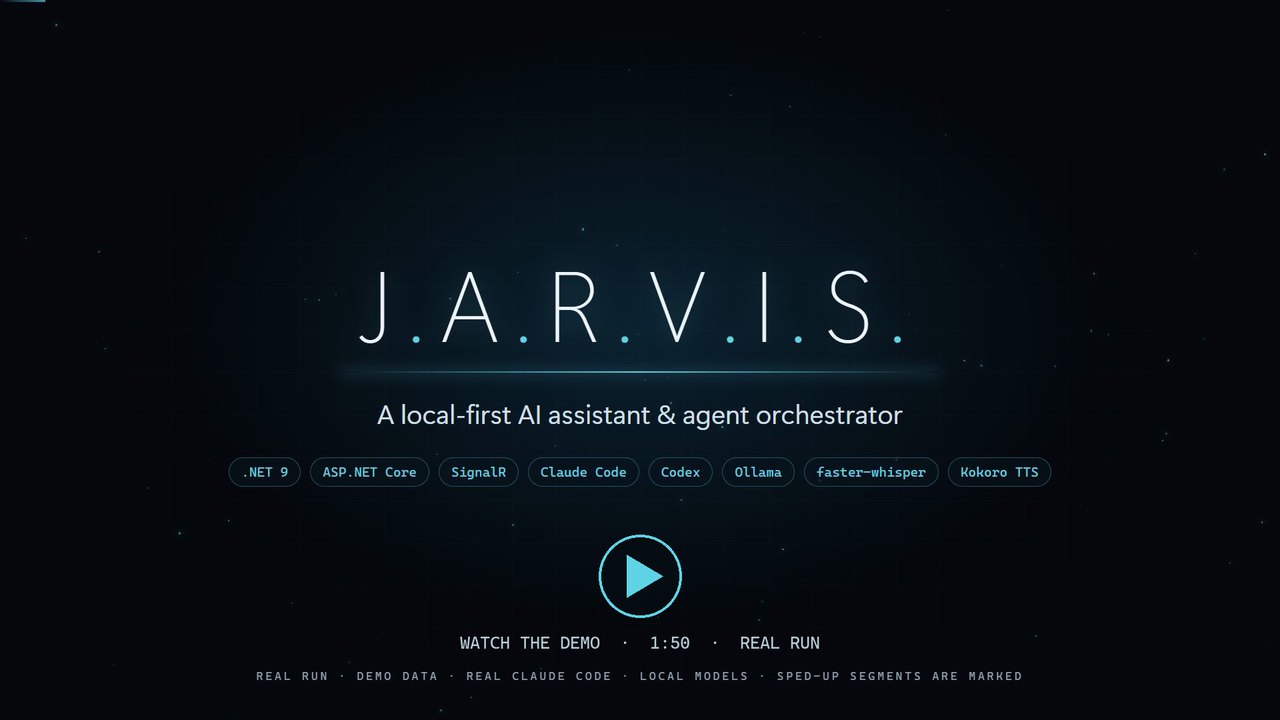 J.A.R.V.I.S.
A local-first AI assistant & agent orchestrator
.NET 9 ASP.NET Core SignalR Claude Code Codex Ollama faster-whisper Kokoro TTS
WATCH THE DEMO · 1:50 · REAL RUN
REAL RUN · DEMO DATA · REAL CLAUDE CODE · LOCAL MODELS · SPED-UP SEGMENTS ARE MARKED